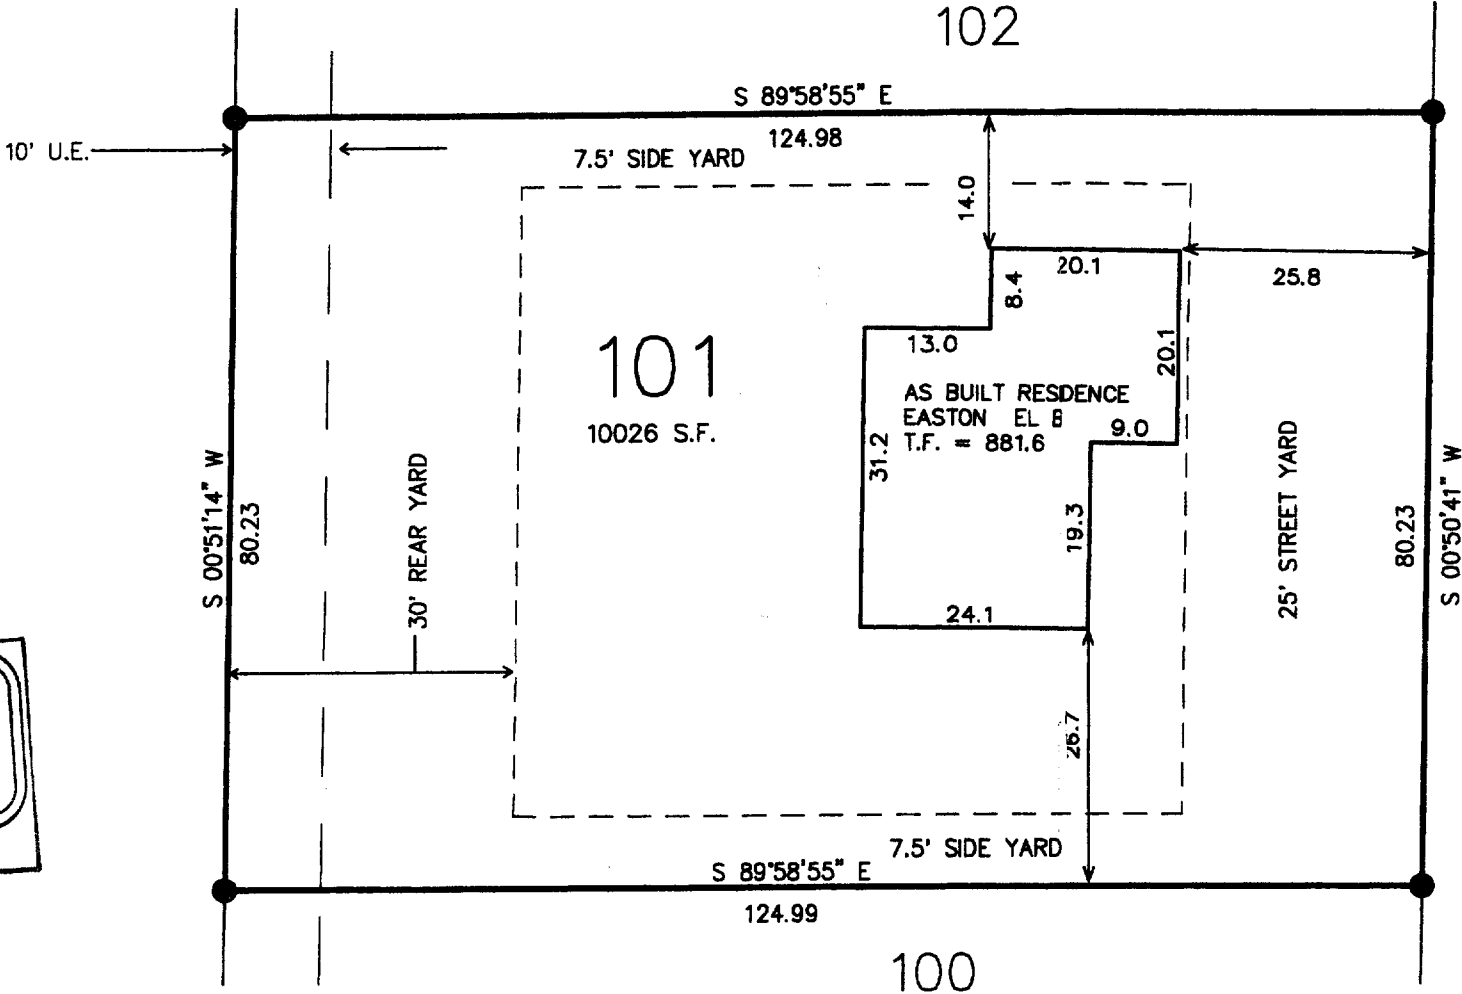 102
S 89°58'55" E
124.98
10' U.E.
7.5' SIDE YARD
14.0
20.1
25.8
8.4
13.0
20.1
101
10026 S.F.
AS BUILT RESIDENCE
EASTON EL B
T.F. = 881.6
9.0
31.2
19.3
24.1
30' REAR YARD
25' STREET YARD
S 00°51'14" W
80.23
80.23
S 00°50'41" W
26.7
7.5' SIDE YARD
S 89°58'55" E
124.99
100